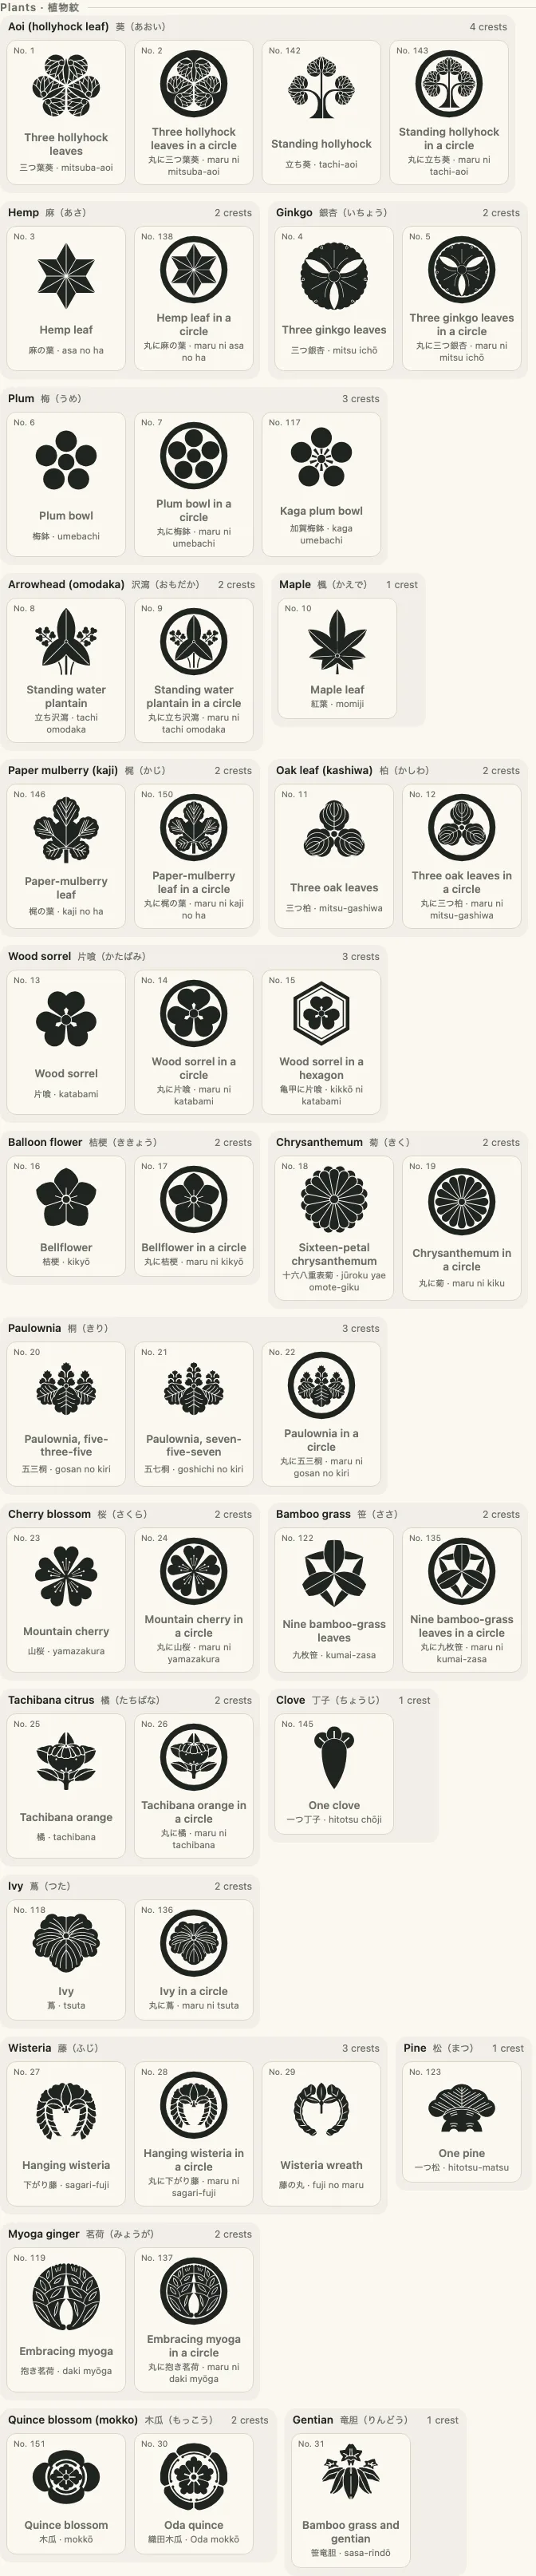 Plants · 植物紋
Aoi (hollyhock leaf) 葵（あおい） 4 crests
No. 1
Three hollyhock
leaves
三つ葉葵 · mitsuba-aoi
No. 2
Three hollyhock
leaves in a circle
丸に三つ葉葵 · maru ni
mitsuba-aoi
No. 142
Standing hollyhock
立ち葵 · tachi-aoi
No. 143
Standing hollyhock
in a circle
丸に立ち葵 · maru ni
tachi-aoi
Hemp 麻（あさ） 2 crests
No. 3
Hemp leaf
麻の葉 · asa no ha
No. 138
Hemp leaf in a
circle
丸に麻の葉 · maru ni asa
no ha
Ginkgo 銀杏（いちょう） 2 crests
No. 4
Three ginkgo leaves
三つ銀杏 · mitsu ichō
No. 5
Three ginkgo leaves
in a circle
丸に三つ銀杏 · maru ni
mitsu ichō
Plum 梅（うめ） 3 crests
No. 6
Plum bowl
梅鉢 · umebachi
No. 7
Plum bowl in a
circle
丸に梅鉢 · maru ni
umebachi
No. 117
Kaga plum bowl
加賀梅鉢 · kaga
umebachi
Arrowhead (omodaka) 沢瀉（おもだか） 2 crests
No. 8
Standing water
plantain
立ち沢瀉 · tachi
omodaka
No. 9
Standing water
plantain in a circle
丸に立ち沢瀉 · maru ni
tachi omodaka
Maple 楓（かえで） 1 crest
No. 10
Maple leaf
紅葉 · momiji
Paper mulberry (kaji) 梶（かじ） 2 crests
No. 146
Paper-mulberry
leaf
梶の葉 · kaji no ha
No. 150
Paper-mulberry
leaf in a circle
丸に梶の葉 · maru ni kaji
no ha
Oak leaf (kashiwa) 柏（かしわ） 2 crests
No. 11
Three oak leaves
三つ柏 · mitsu-gashiwa
No. 12
Three oak leaves in
a circle
丸に三つ柏 · maru ni
mitsu-gashiwa
Wood sorrel 片喰（かたばみ） 3 crests
No. 13
Wood sorrel
片喰 · katabami
No. 14
Wood sorrel in a
circle
丸に片喰 · maru ni
katabami
No. 15
Wood sorrel in a
hexagon
亀甲に片喰 · kikkō ni
katabami
Balloon flower 桔梗（ききょう） 2 crests
No. 16
Bellflower
桔梗 · kikyō
No. 17
Bellflower in a circle
丸に桔梗 · maru ni kikyō
Chrysanthemum 菊（きく） 2 crests
No. 18
Sixteen-petal
chrysanthemum
十六八重表菊 · jūroku yae
omote-giku
No. 19
Chrysanthemum in
a circle
丸に菊 · maru ni kiku
Paulownia 桐（きり） 3 crests
No. 20
Paulownia, five-
three-five
五三桐 · gosan no kiri
No. 21
Paulownia, seven-
five-seven
五七桐 · goshichi no kiri
No. 22
Paulownia in a
circle
丸に五三桐 · maru ni
gosan no kiri
Cherry blossom 桜（さくら） 2 crests
No. 23
Mountain cherry
山桜 · yamazakura
No. 24
Mountain cherry in
a circle
丸に山桜 · maru ni
yamazakura
Bamboo grass 笹（ささ） 2 crests
No. 122
Nine bamboo-grass
leaves
九枚笹 · kumai-zasa
No. 135
Nine bamboo-grass
leaves in a circle
丸に九枚笹 · maru ni
kumai-zasa
Tachibana citrus 橘（たちばな） 2 crests
No. 25
Tachibana orange
橘 · tachibana
No. 26
Tachibana orange in
a circle
丸に橘 · maru ni
tachibana
Clove 丁子（ちょうじ） 1 crest
No. 145
One clove
一つ丁子 · hitotsu chōji
Ivy 蔦（つた） 2 crests
No. 118
Ivy
蔦 · tsuta
No. 136
Ivy in a circle
丸に蔦 · maru ni tsuta
Wisteria 藤（ふじ） 3 crests
No. 27
Hanging wisteria
下がり藤 · sagari-fuji
No. 28
Hanging wisteria in
a circle
丸に下がり藤 · maru ni
sagari-fuji
No. 29
Wisteria wreath
藤の丸 · fuji no maru
Pine 松（まつ） 1 crest
No. 123
One pine
一つ松 · hitotsu-matsu
Myoga ginger 茗荷（みょうが） 2 crests
No. 119
Embracing myoga
抱き茗荷 · daki myōga
No. 137
Embracing myoga
in a circle
丸に抱き茗荷 · maru ni
daki myōga
Quince blossom (mokko) 木瓜（もっこう） 2 crests
No. 151
Quince blossom
木瓜 · mokkō
No. 30
Oda quince
織田木瓜 · Oda mokkō
Gentian 竜胆（りんどう） 1 crest
No. 31
Bamboo grass and
gentian
笹竜胆 · sasa-rindō